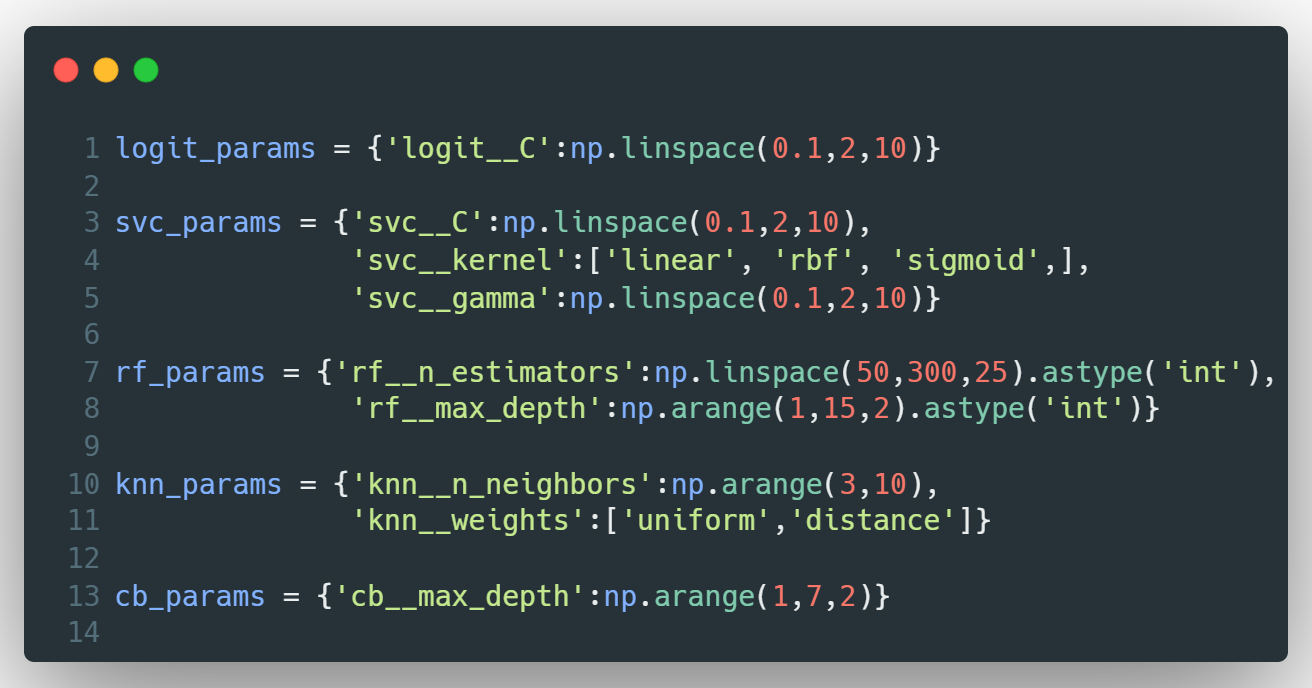 1 logit_params = {'logit__C':np.linspace(0.1,2,10)}
2
3 svc_params = {'svc__C':np.linspace(0.1,2,10),
4               'svc__kernel':['linear', 'rbf', 'sigmoid',],
5               'svc__gamma':np.linspace(0.1,2,10)}
6
7 rf_params = {'rf__n_estimators':np.linspace(50,300,25).astype('int'),
8               'rf__max_depth':np.arange(1,15,2).astype('int')}
9
10 knn_params = {'knn__n_neighbors':np.arange(3,10),
11               'knn__weights':['uniform','distance']}
12
13 cb_params = {'cb__max_depth':np.arange(1,7,2)}
14